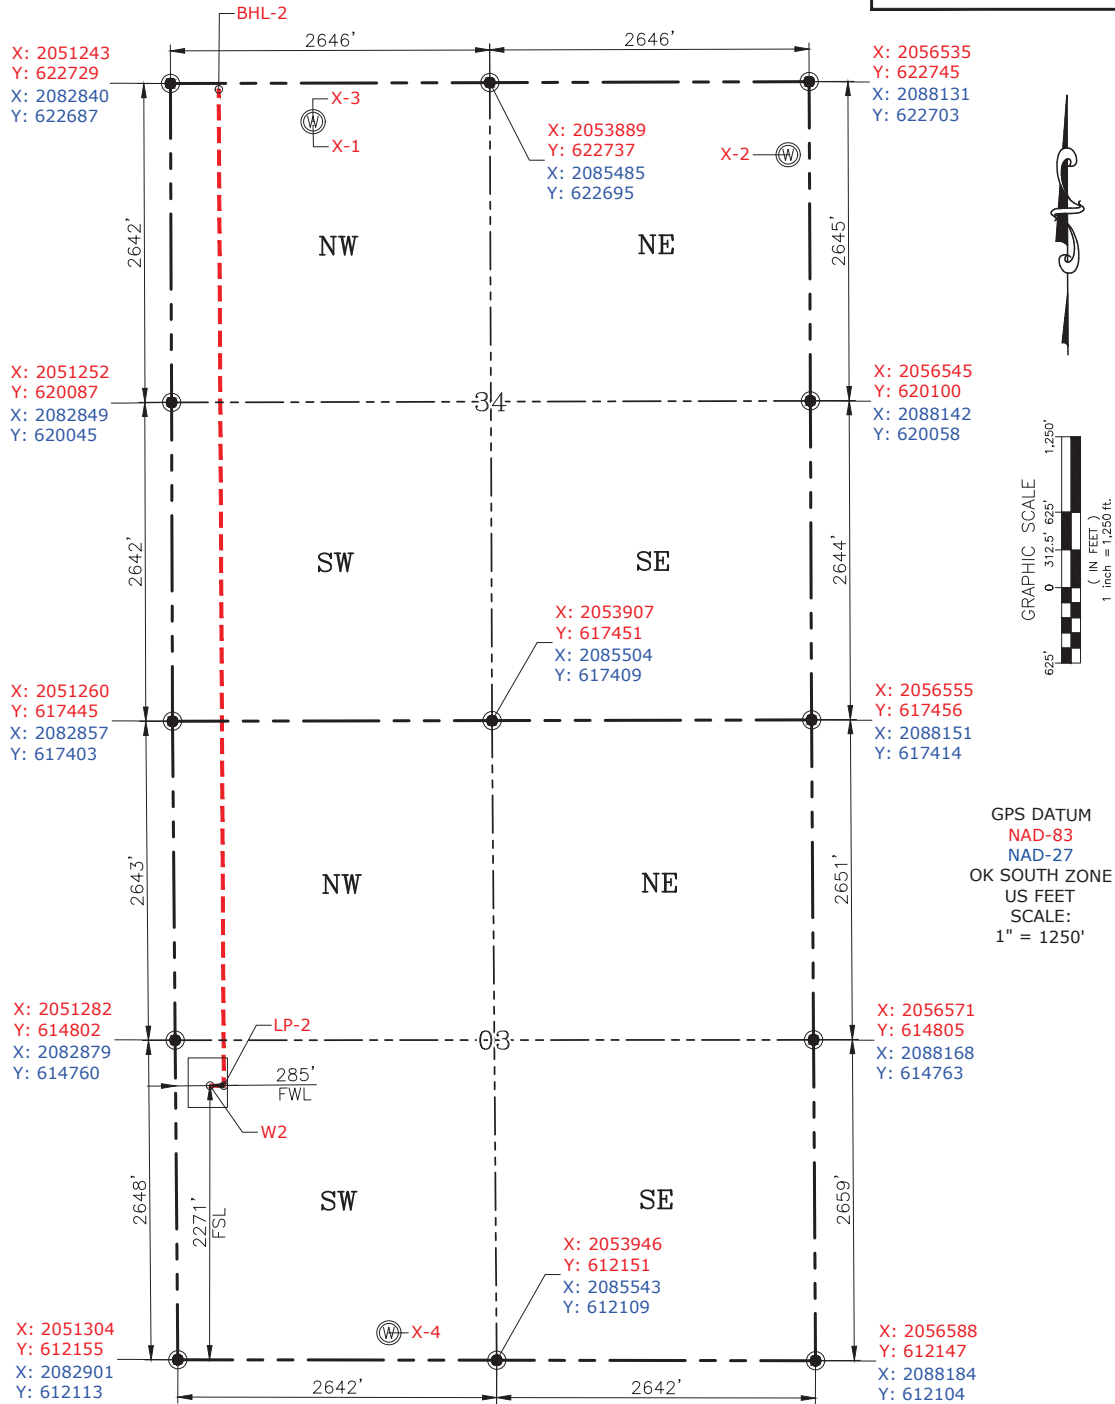 BHL-2
2646'
2646'
X: 2051243
Y: 622729
X: 2082840
Y: 622687
X: 2056535
Y: 622745
X: 2088131
Y: 622703
X-3
X-1
W
X: 2053889
Y: 622737
X: 2085485
Y: 622695
X-2
W
2642'
NW
NE
2645'
X: 2051252
Y: 620087
X: 2082849
Y: 620045
34
X: 2056545
Y: 620100
X: 2088142
Y: 620058
2642'
SW
SE
2644'
GRAPHIC SCALE
625'
0
312.5'
625'
1,250'
( IN FEET )
1 inch = 1,250 ft.
X: 2053907
Y: 617451
X: 2085504
Y: 617409
X: 2051260
Y: 617445
X: 2082857
Y: 617403
X: 2056555
Y: 617456
X: 2088151
Y: 617414
GPS DATUM
NAD-83
NAD-27
OK SOUTH ZONE
US FEET
SCALE:
1" = 1250'
2643'
NW
NE
2651'
X: 2051282
Y: 614802
X: 2082879
Y: 614760
LP-2
03
X: 2056571
Y: 614805
X: 2088168
Y: 614763
285'
FWL
W2
2648'
2271'
FSL
SW
SE
2659'
X: 2053946
Y: 612151
X: 2085543
Y: 612109
W
X-4
X: 2051304
Y: 612155
X: 2082901
Y: 612113
X: 2056588
Y: 612147
X: 2088184
Y: 612104
2642'
2642'